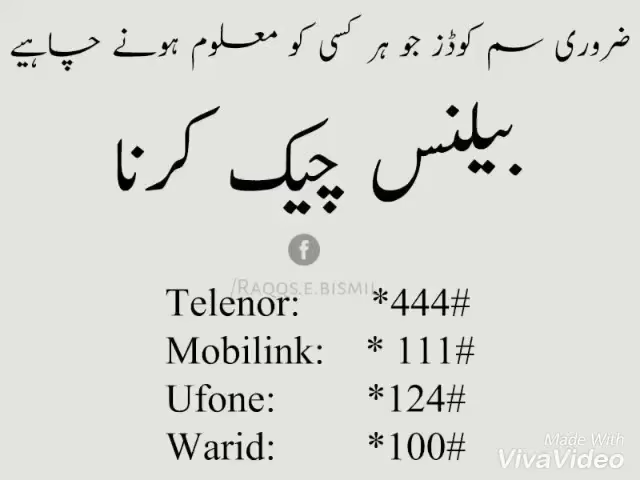 ضروری سم کوڈز جو ہر کسی کو معلوم ہونے چاہیے
بیلنس چیک کرنا
f
/Raqos.e.bismil
Telenor: *444#
Mobilink: * 111#
Ufone: *124#
Warid: *100#
Made With
VivaVideo